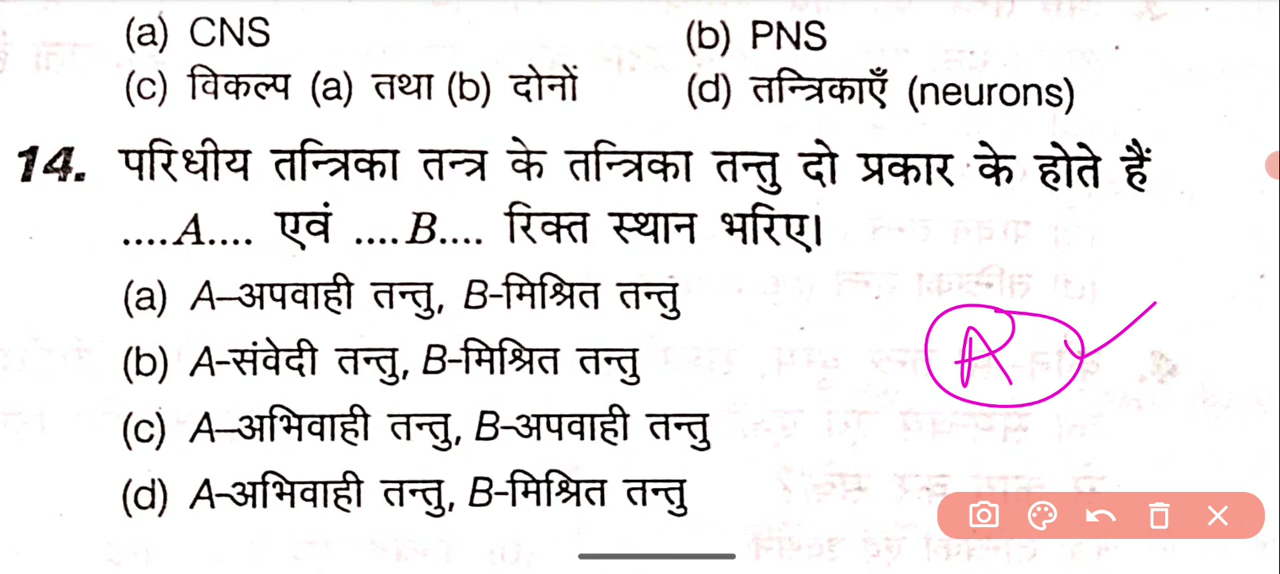 (a) CNS (b) PNS
(c) विकल्प (a) तथा (b) दोनों (d) तन्त्रिकाएँ (neurons)
14. परिधीय तन्त्रिका तन्त्र के तन्त्रिका तन्तु दो प्रकार के होते हैं
....A.... एवं ....B.... रिक्त स्थान भरिए।
(a) A–अपवाही तन्तु, B-मिश्रित तन्तु
(b) A-संवेदी तन्तु, B-मिश्रित तन्तु
(c) A–अभिवाही तन्तु, B-अपवाही तन्तु
(d) A-अभिवाही तन्तु, B-मिश्रित तन्तु